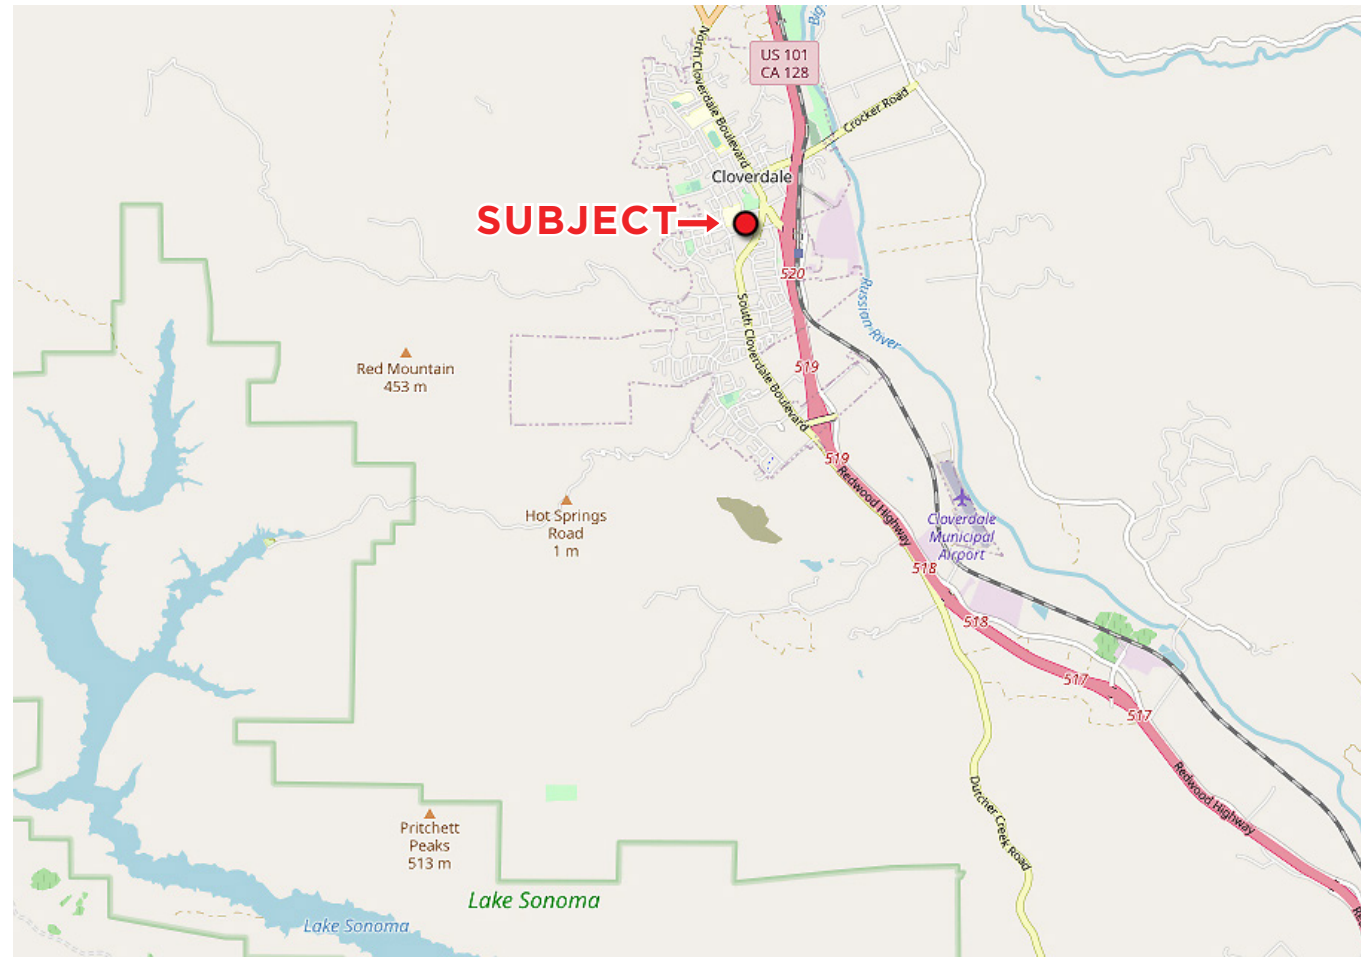 Big
North Cloverdale Boulevard
US 101
CA 128
Crocker Road
Cloverdale
SUBJECT
520
Russian River
South Cloverdale Boulevard
519
Red Mountain
453 m
519
Redwood Highway
Hot Springs
Road
1 m
Cloverdale
Municipal
Airport
518
518
517
517
Redwood Highway
Dutcher Creek Road
Pritchett
Peaks
513 m
Lake Sonoma
Lake Sonoma